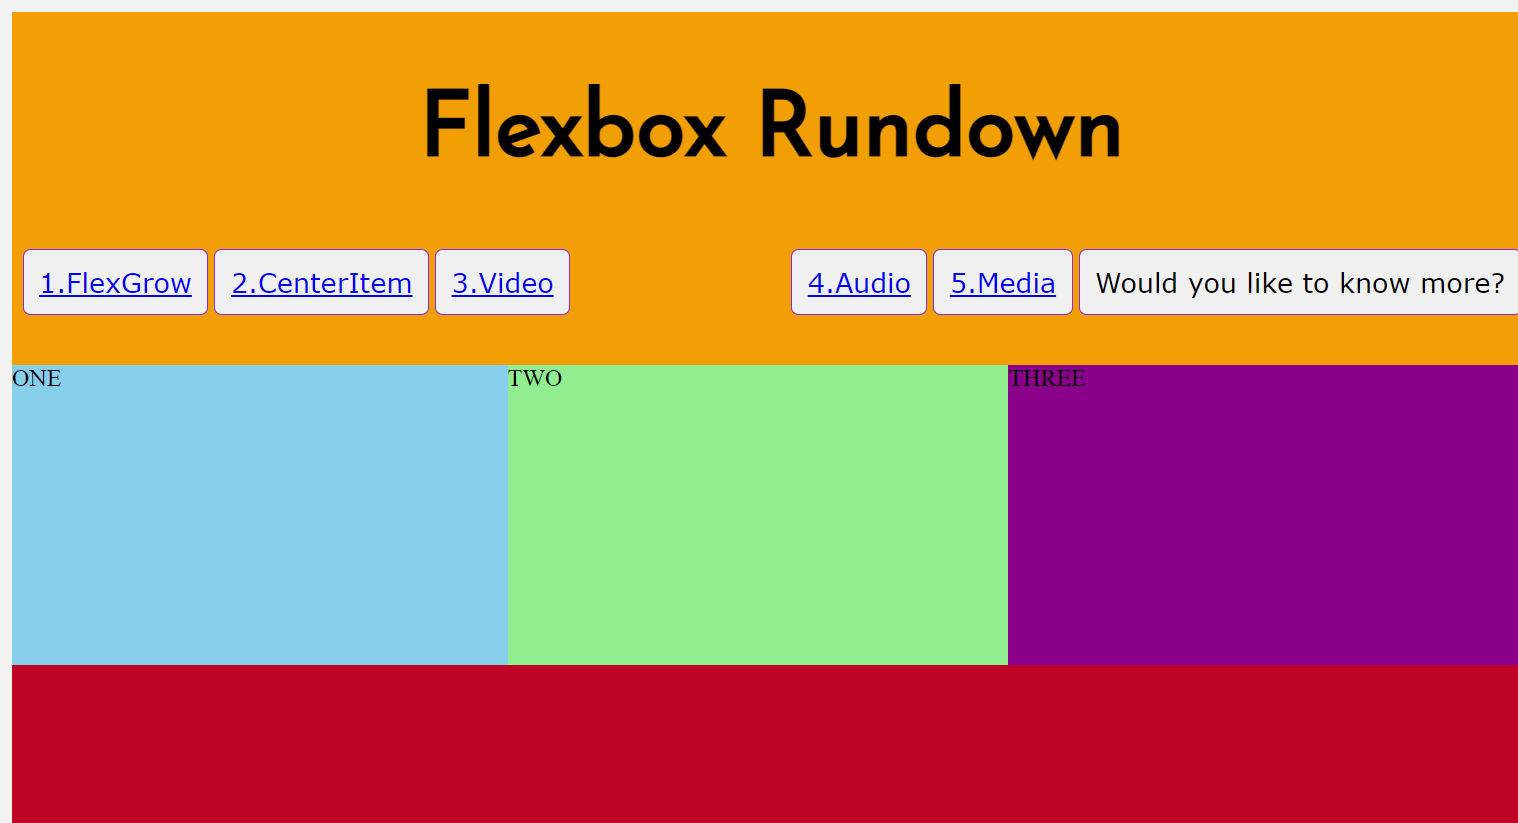 Flexbox Rundown
1.FlexGrow 2.CenterItem 3.Video 4.Audio 5.Media Would you like to know more?
ONE TWO THREE